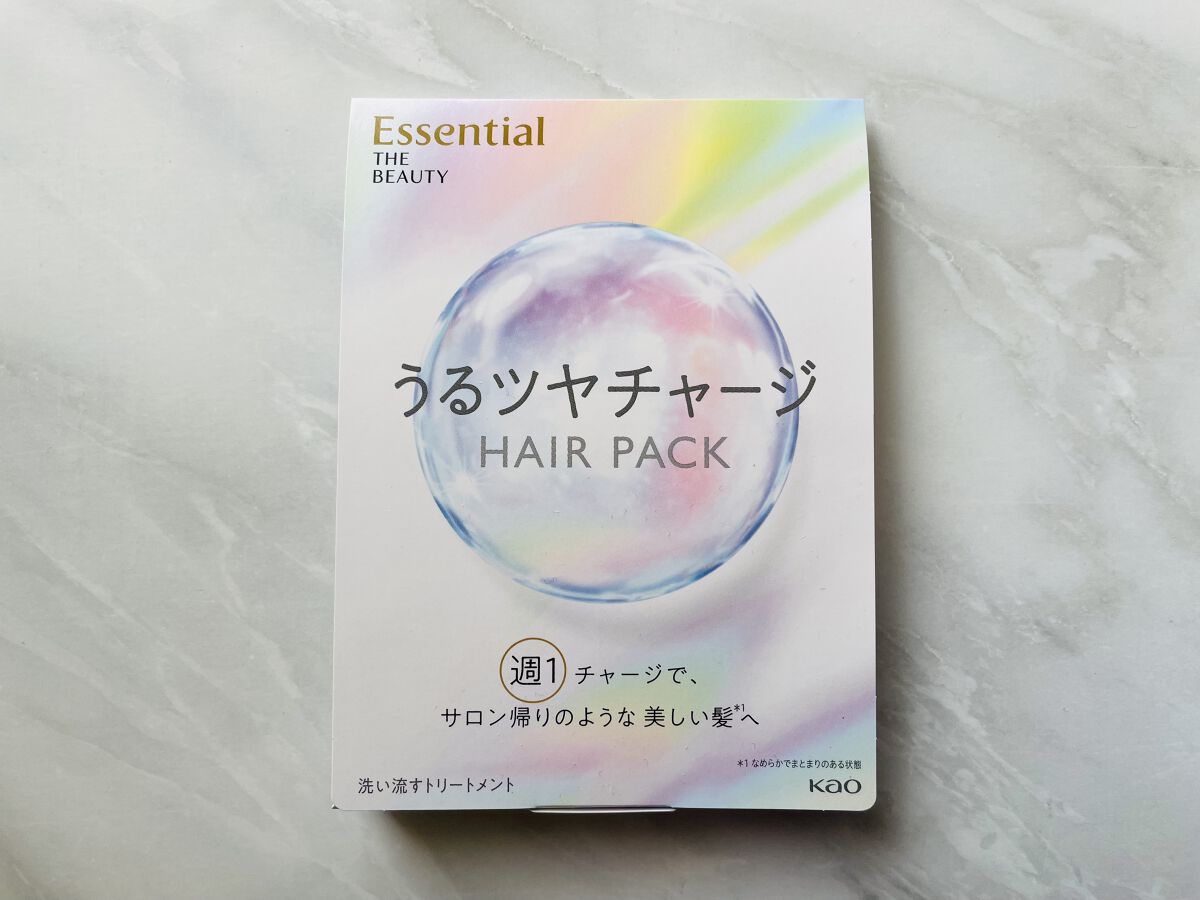 Essential
THE
BEAUTY
うるツヤチャージ
HAIR PACK
週1 チャージで、
サロン帰りのような 美しい髪*1へ
*1 なめらかでまとまりのある状態
洗い流すトリートメント
Kao